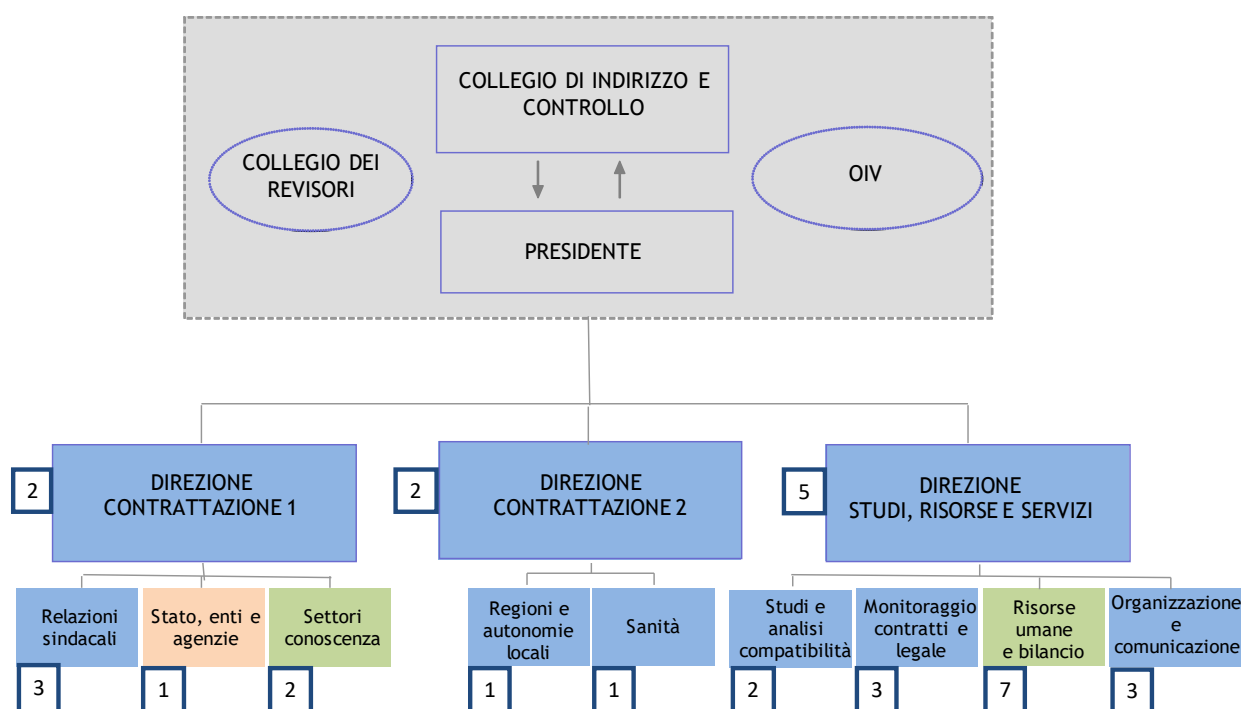 COLLEGIO DI INDIRIZZO E
CONTROLLO
COLLEGIO DEI
REVISORI
OIV
PRESIDENTE
2
DIREZIONE
CONTRATTAZIONE 1
2
DIREZIONE
CONTRATTAZIONE 2
5
DIREZIONE
STUDI, RISORSE E SERVIZI
Relazioni
sindacali
3
Stato, enti e
agenzie
1
Settori
conoscenza
2
Regioni e
autonomie
locali
1
Sanità
1
Studi e
analisi
compatibilità
2
Monitoraggio
contratti e
legale
3
Risorse
umane
e bilancio
7
Organizzazione
e
comunicazione
3